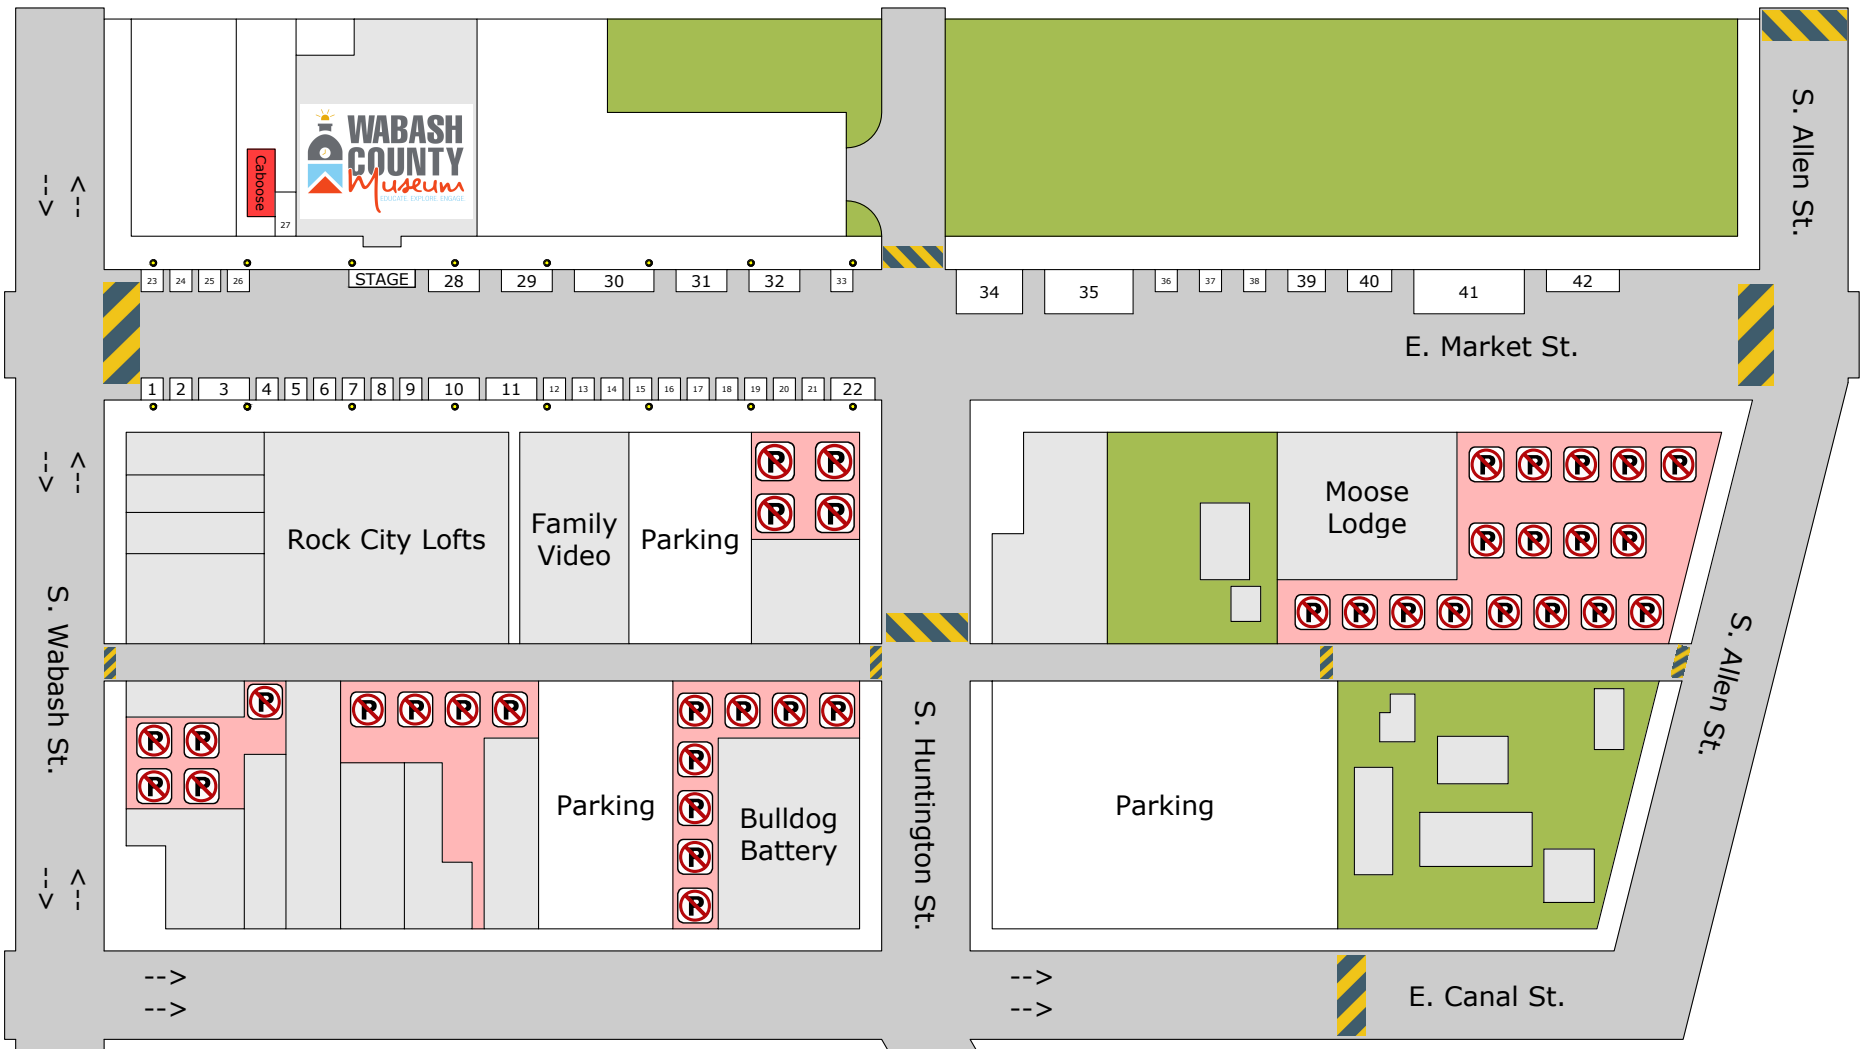 WABASH
COUNTY
Museum
EDUCATE. EXPLORE. ENGAGE.
Caboose
27
S. Allen St.
--> <--
23 24 25 26 STAGE 28 29 30 31 32 33
34 35 36 37 38 39 40 41 42
E. Market St.
1 2 3 4 5 6 7 8 9 10 11 12 13 14 15 16 17 18 19 20 21 22
--> <--
Rock City Lofts
Family
Video
Parking
P P
P P
Moose
Lodge
P P P P P
P P P P
P P P P P P P P
S. Wabash St.
S. Allen St.
P
P P
P P
P P P P
Parking
P P P P
P
P
P
P
Bulldog
Battery
S. Huntington St.
Parking
--> <--
-->
-->
-->
-->
E. Canal St.